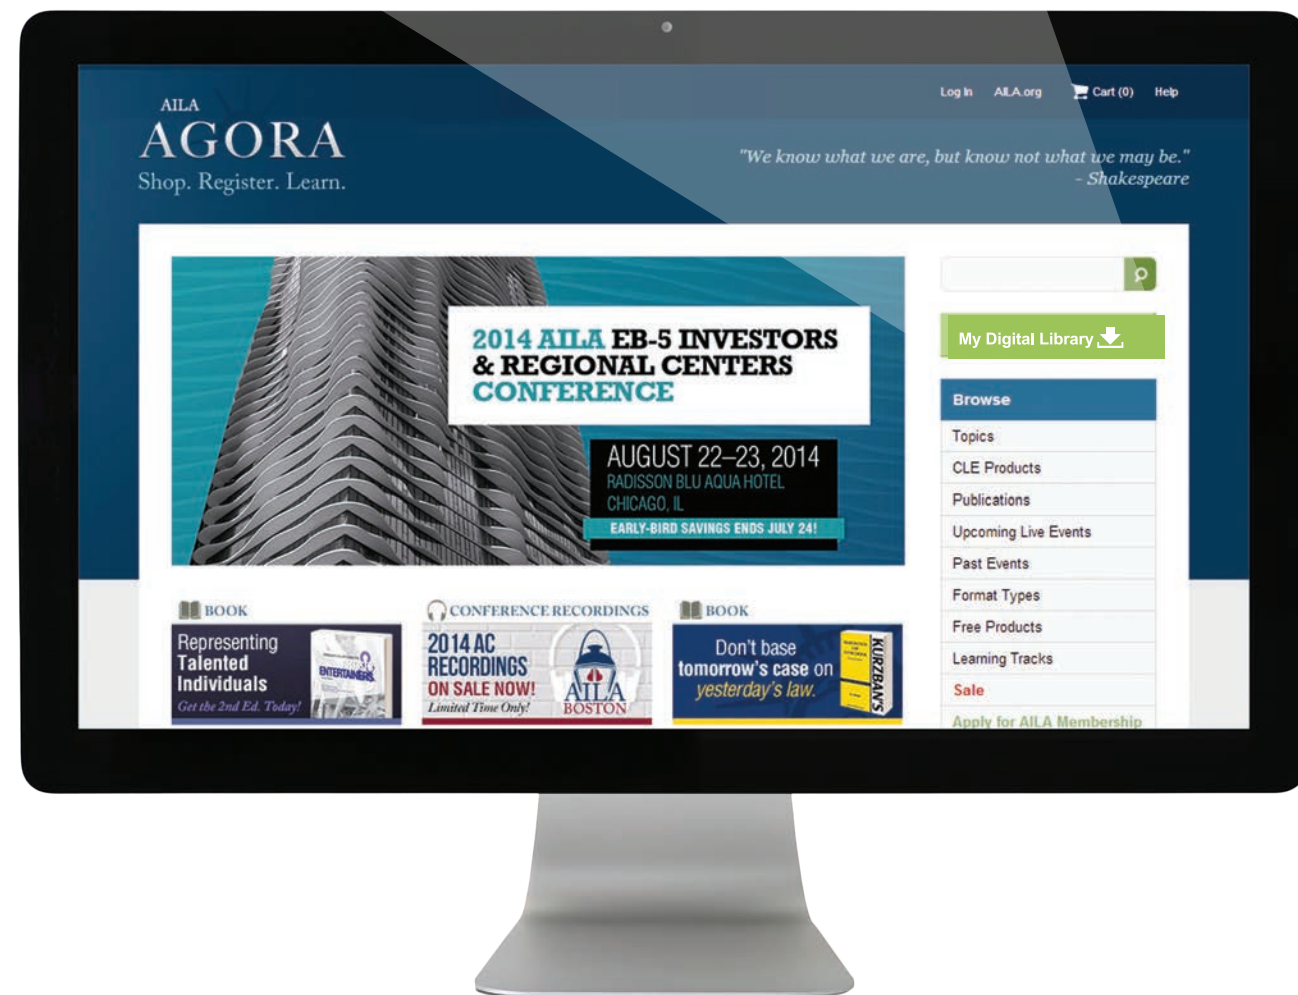 Log In AILA.org Cart (0) Help
AILA
AGORA
Shop. Register. Learn.
"We know what we are, but know not what we may be."
- Shakespeare
2014 AILA EB-5 INVESTORS
& REGIONAL CENTERS
CONFERENCE
AUGUST 22–23, 2014
RADISSON BLU AQUA HOTEL
CHICAGO, IL
EARLY-BIRD SAVINGS ENDS JULY 24!
My Digital Library
Browse
Topics
CLE Products
Publications
Upcoming Live Events
Past Events
Format Types
Free Products
Learning Tracks
Sale
Apply for AILA Membership
BOOK
Representing
Talented
Individuals
Get the 2nd Ed. Today!
ENTERTAINERS
CONFERENCE RECORDINGS
2014 AC
RECORDINGS
ON SALE NOW!
Limited Time Only!
AILA
BOSTON
BOOK
Don't base
tomorrow's case on
yesterday's law.
KURZBAN'S